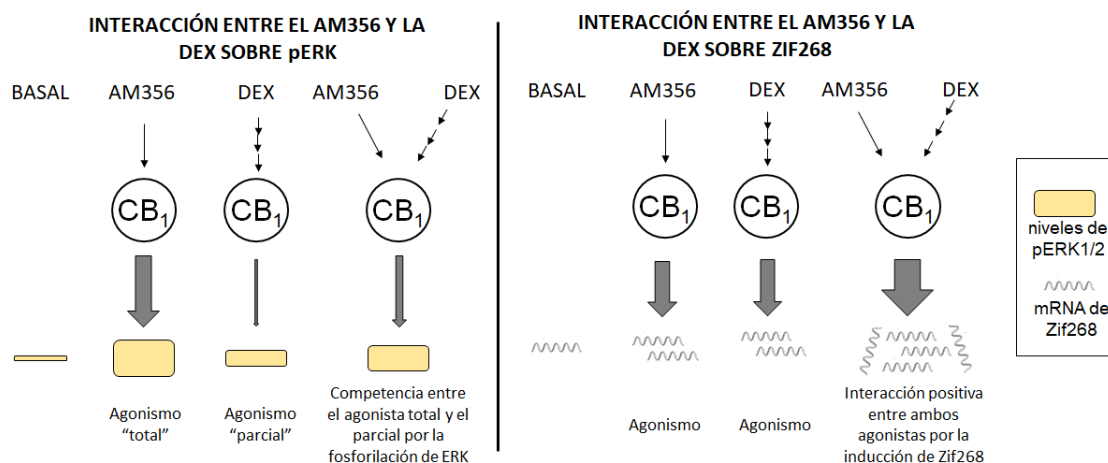 INTERACCIÓN ENTRE EL AM356 Y LA
DEX SOBRE pERK
BASAL AM356 DEX AM356 DEX
CB1 CB1 CB1
Agonismo
“total”
Agonismo
“parcial”
Competencia entre
el agonista total y el
parcial por la
fosforilación de ERK
INTERACCIÓN ENTRE EL AM356 Y LA
DEX SOBRE ZIF268
BASAL AM356 DEX AM356 DEX
CB1 CB1 CB1
Agonismo
Agonismo
Interacción positiva
entre ambos
agonistas por la
inducción de Zif268
niveles de
pERK1/2
mRNA de
Zif268